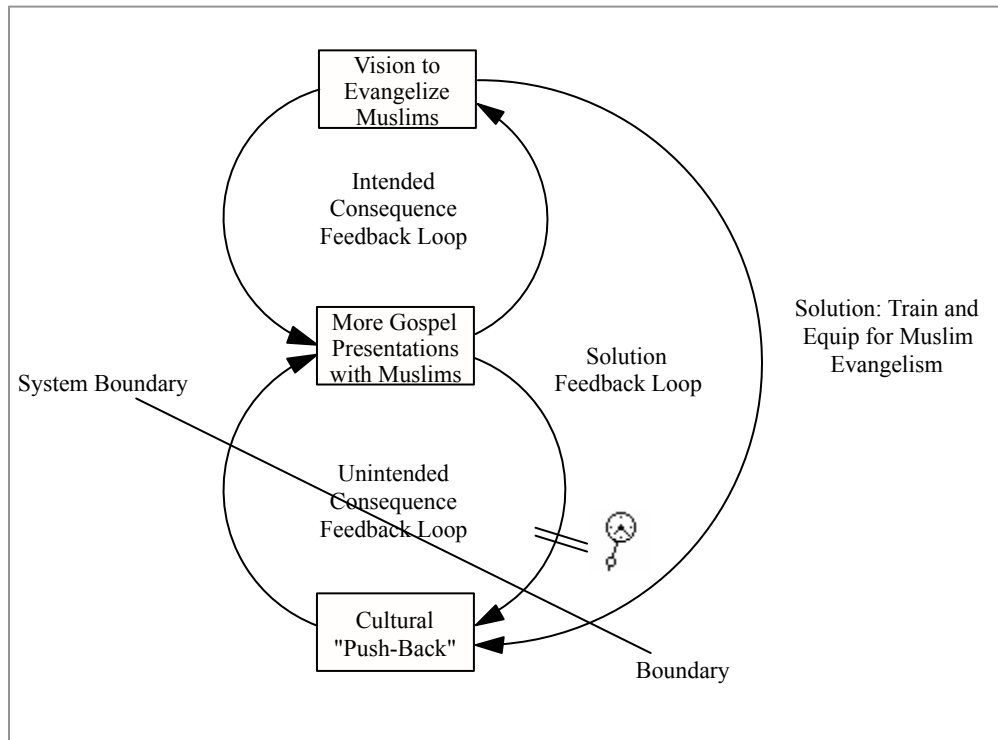 Vision to
Evangelize
Muslims
Intended
Consequence
Feedback Loop
More Gospel
Presentations
with Muslims
Solution
Feedback Loop
Solution: Train and
Equip for Muslim
Evangelism
System Boundary
Unintended
Consequence
Feedback Loop
Cultural
"Push-Back"
Boundary